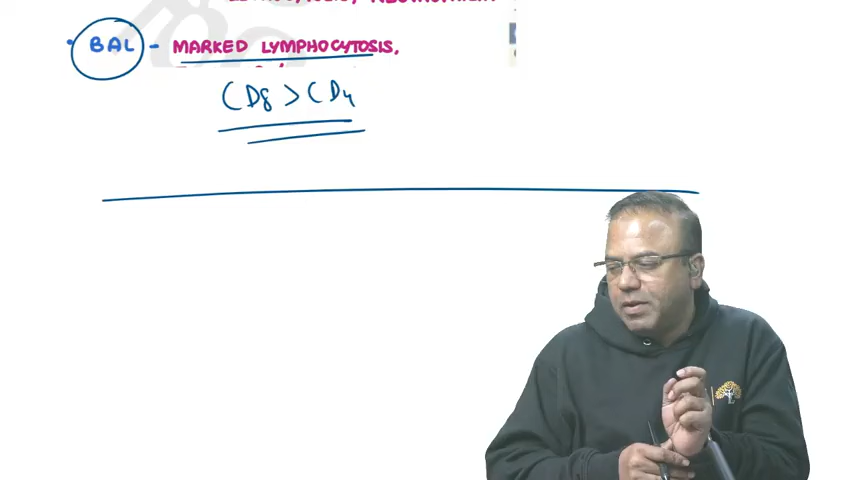 • BAL - MARKED LYMPHOCYTOSIS,
CD8 > CD4